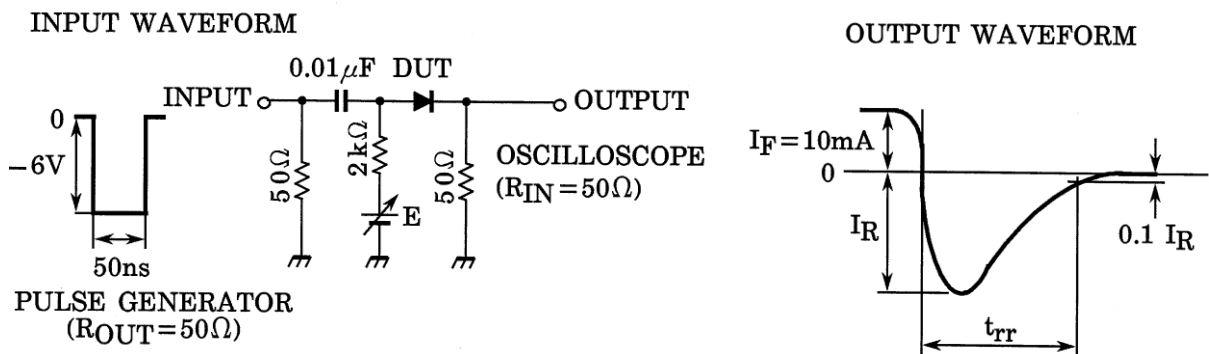 INPUT WAVEFORM
0.01μF DUT
INPUT
OUTPUT
0
−6V
50ns
50Ω
2kΩ
E
50Ω
OSCILLOSCOPE
(RIN=50Ω)
PULSE GENERATOR
(ROUT=50Ω)
OUTPUT WAVEFORM
IF=10mA
0
IR
0.1 IR
trr